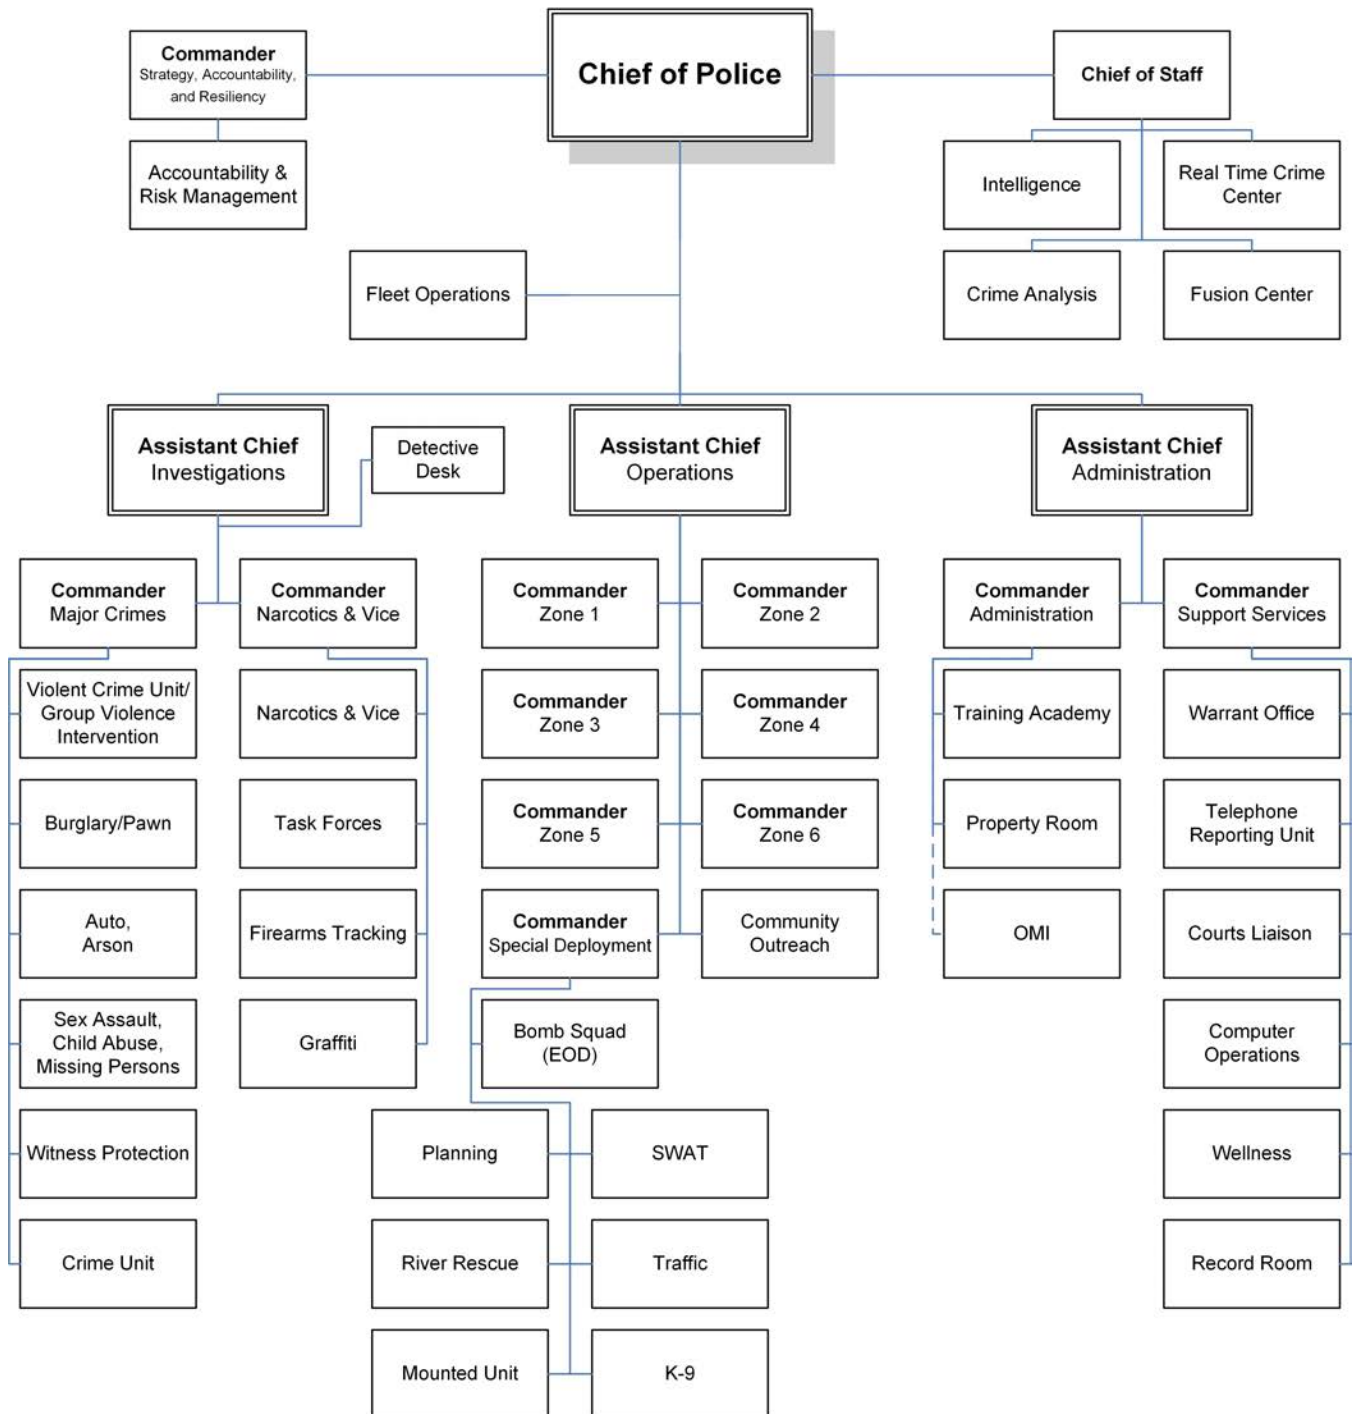 Commander
Strategy, Accountability,
and Resiliency
Chief of Police
Chief of Staff
Accountability &
Risk Management
Intelligence
Real Time Crime
Center
Fleet Operations
Crime Analysis
Fusion Center
Assistant Chief
Investigations
Detective
Desk
Assistant Chief
Operations
Assistant Chief
Administration
Commander
Major Crimes
Commander
Narcotics & Vice
Commander
Zone 1
Commander
Zone 2
Commander
Administration
Commander
Support Services
Violent Crime Unit/
Group Violence
Intervention
Narcotics & Vice
Commander
Zone 3
Commander
Zone 4
Training Academy
Warrant Office
Burglary/Pawn
Task Forces
Commander
Zone 5
Commander
Zone 6
Property Room
Telephone
Reporting Unit
Auto,
Arson
Firearms Tracking
Commander
Special Deployment
Community
Outreach
OMI
Courts Liaison
Sex Assault,
Child Abuse,
Missing Persons
Graffiti
Bomb Squad
(EOD)
Computer
Operations
Witness Protection
Planning
SWAT
Wellness
Crime Unit
River Rescue
Traffic
Record Room
Mounted Unit
K-9